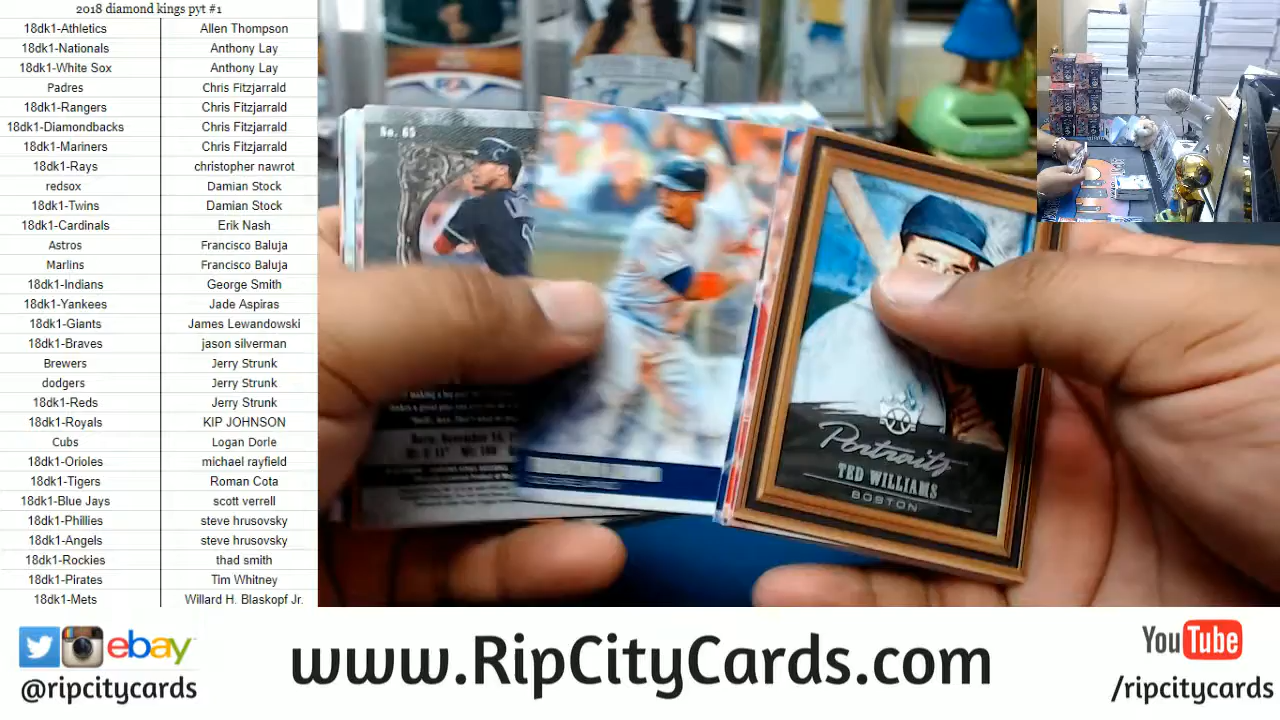 2018 diamond kings pyt #1
18dk1-Athletics Allen Thompson
18dk1-Nationals Anthony Lay
18dk1-White Sox Anthony Lay
Padres Chris Fitzjarrald
18dk1-Rangers Chris Fitzjarrald
18dk1-Diamondbacks Chris Fitzjarrald
18dk1-Mariners Chris Fitzjarrald
18dk1-Rays christopher nawrot
redsox Damian Stock
18dk1-Twins Damian Stock
18dk1-Cardinals Erik Nash
Astros Francisco Baluja
Marlins Francisco Baluja
18dk1-Indians George Smith
18dk1-Yankees Jade Aspiras
18dk1-Giants James Lewandowski
18dk1-Braves jason silverman
Brewers Jerry Strunk
dodgers Jerry Strunk
18dk1-Reds Jerry Strunk
18dk1-Royals KIP JOHNSON
Cubs Logan Dorle
18dk1-Orioles michael rayfield
18dk1-Tigers Roman Cota
18dk1-Blue Jays scott verrell
18dk1-Phillies steve hrusovsky
18dk1-Angels steve hrusovsky
18dk1-Rockies thad smith
18dk1-Pirates Tim Whitney
18dk1-Mets Willard H. Blaskopf Jr.
No. 65
Portraits
TED WILLIAMS
BOSTON
ebay
@ripcitycards
www.RipCityCards.com
YouTube
/ripcitycards